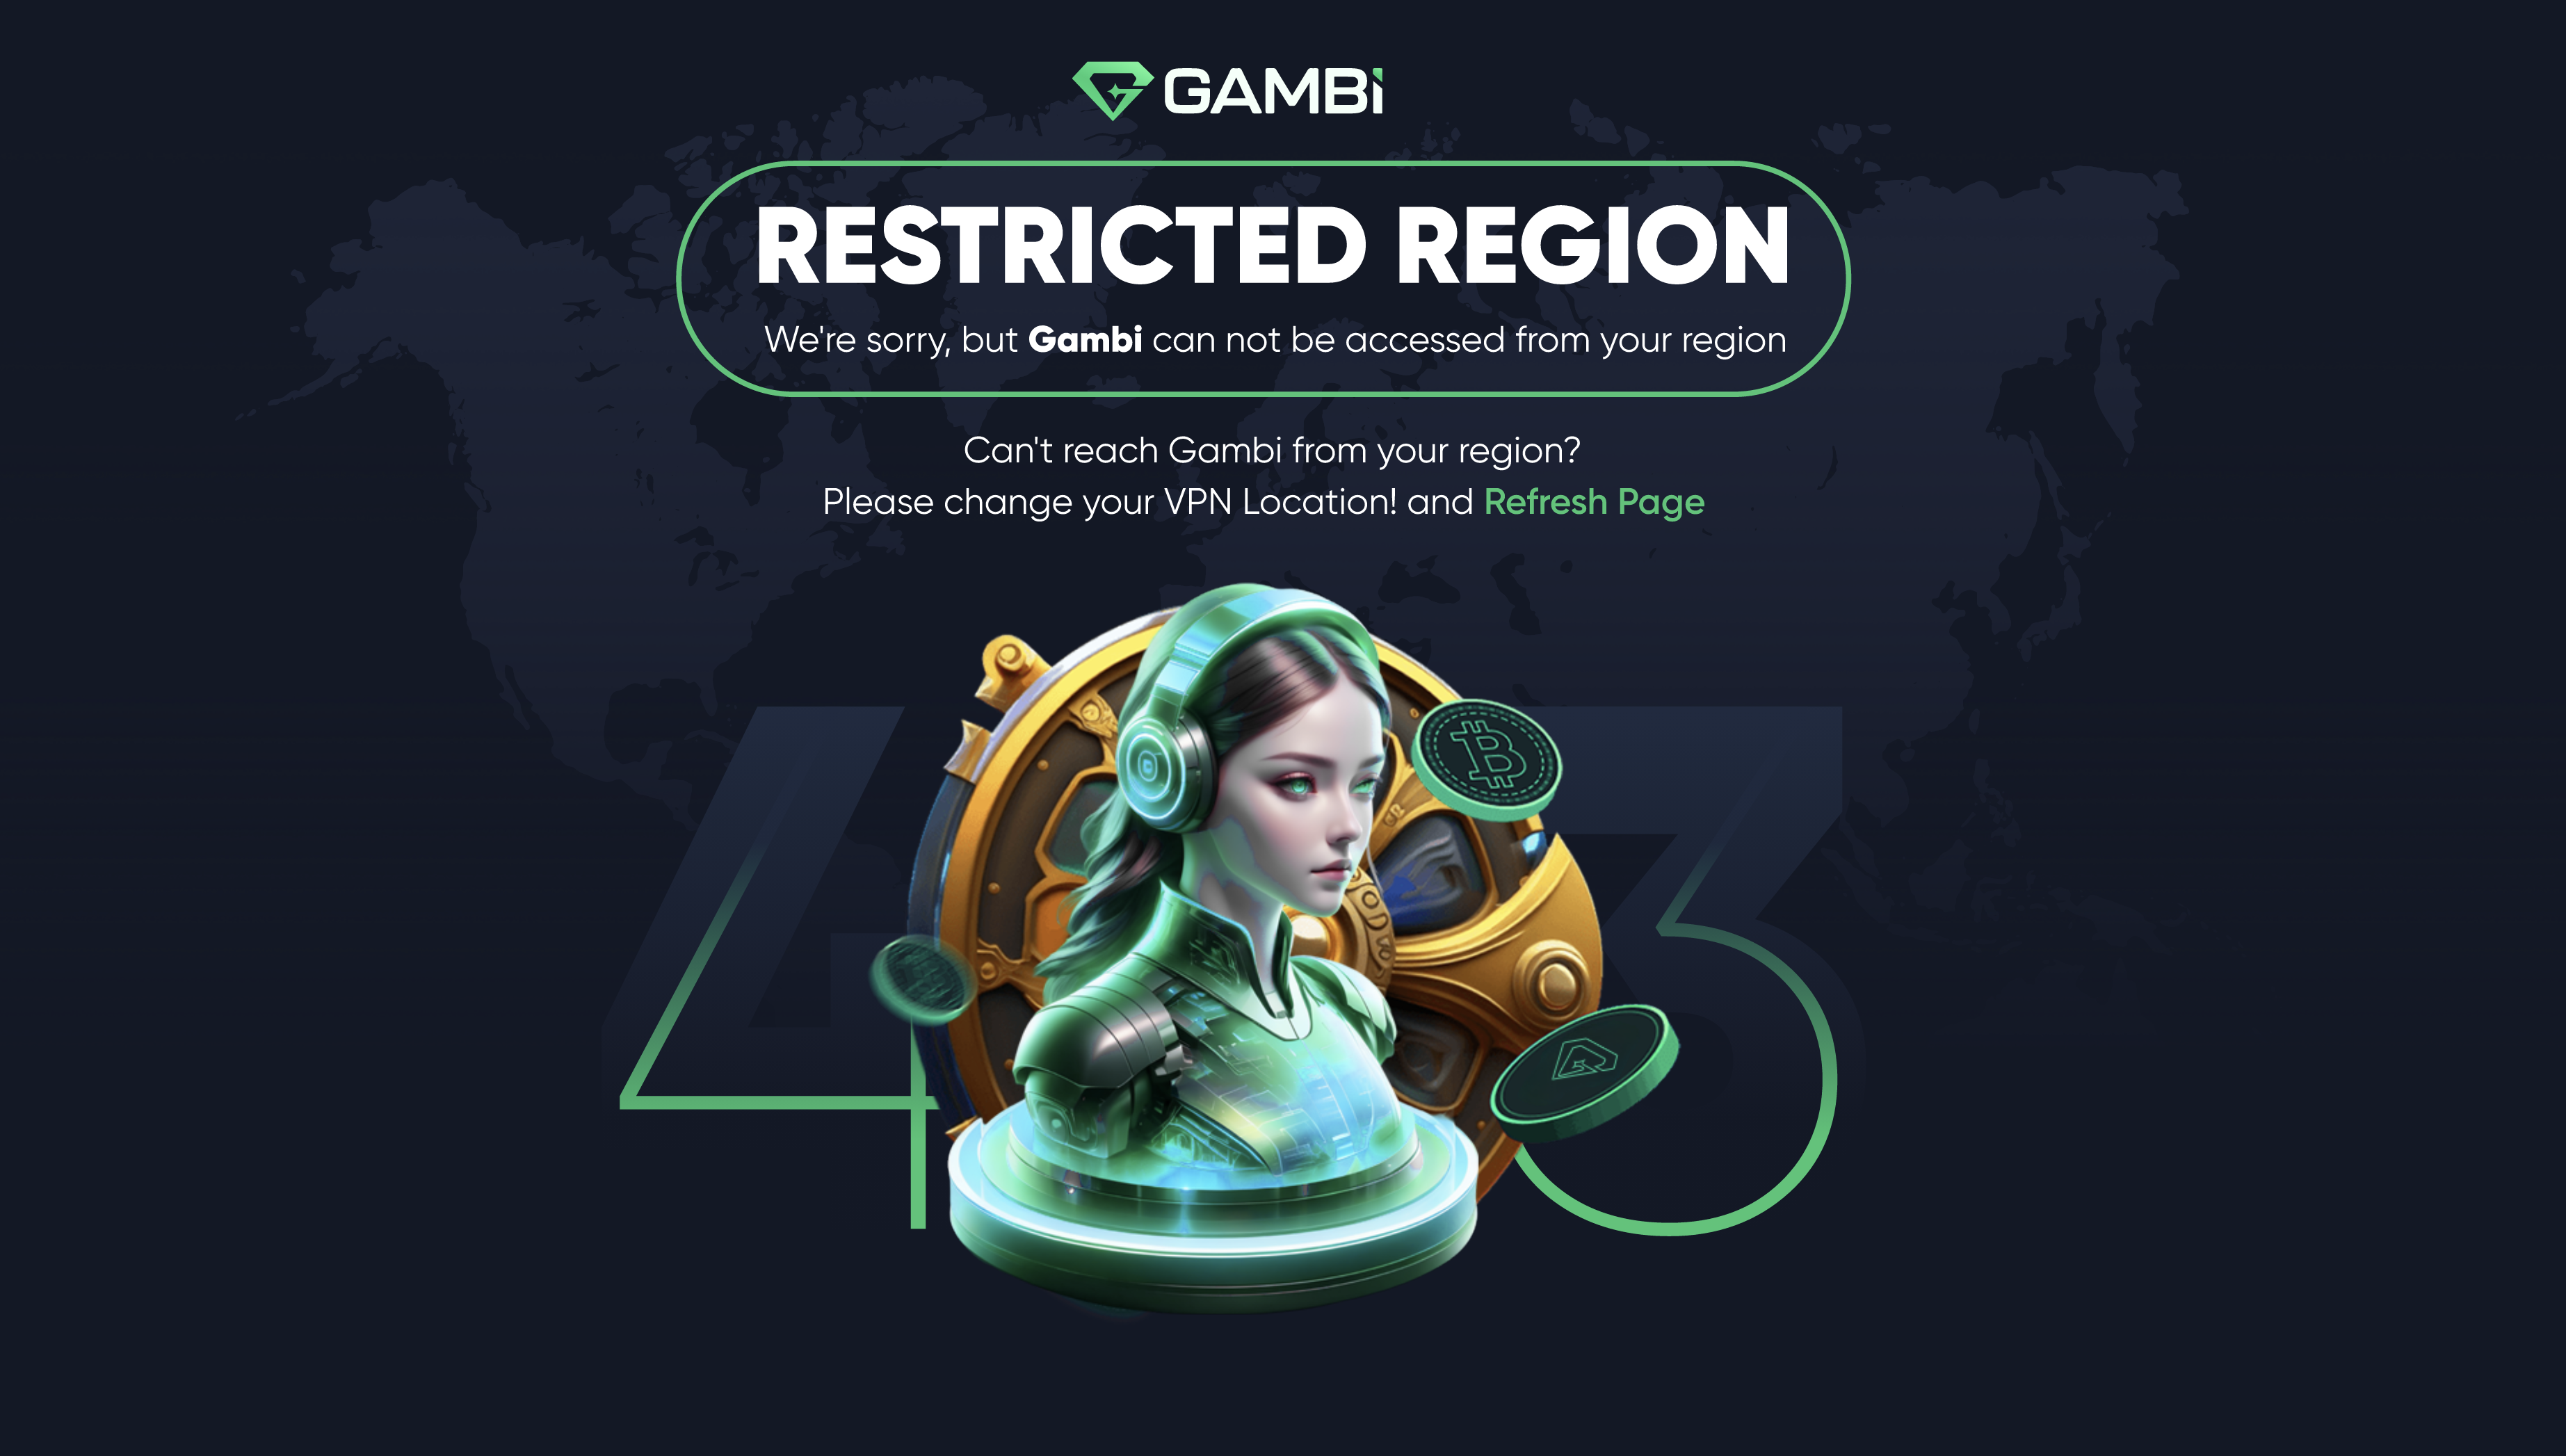 GAMBi
RESTRICTED REGION
We're sorry, but Gambi can not be accessed from your region
Can't reach Gambi from your region?
Please change your VPN Location! and Refresh Page
43